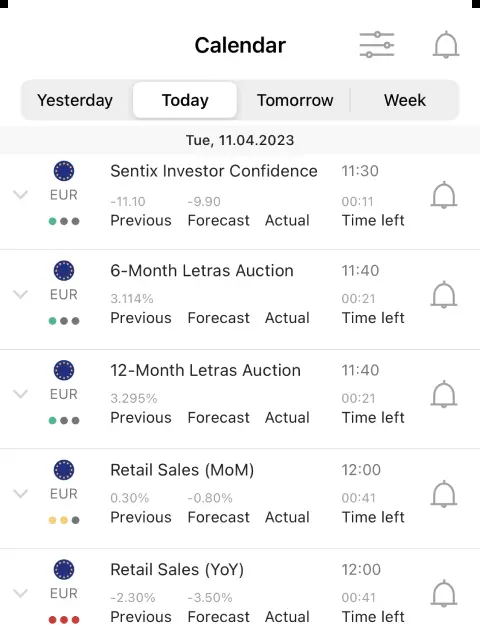 Calendar
Yesterday Today Tomorrow Week
Tue, 11.04.2023
Sentix Investor Confidence 11:30
EUR
-11.10 -9.90 00:11
Previous Forecast Actual Time left
6-Month Letras Auction 11:40
EUR
3.114% 00:21
Previous Forecast Actual Time left
12-Month Letras Auction 11:40
EUR
3.295% 00:21
Previous Forecast Actual Time left
Retail Sales (MoM) 12:00
EUR
0.30% -0.80% 00:41
Previous Forecast Actual Time left
Retail Sales (YoY) 12:00
EUR
-2.30% -3.50% 00:41
Previous Forecast Actual Time left